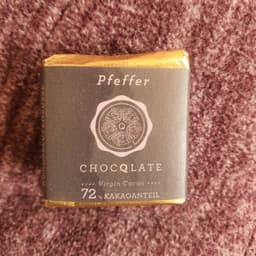 Pfeffer
CHOCQLATE
Virgin Cacao
72% KAKAOANTEIL